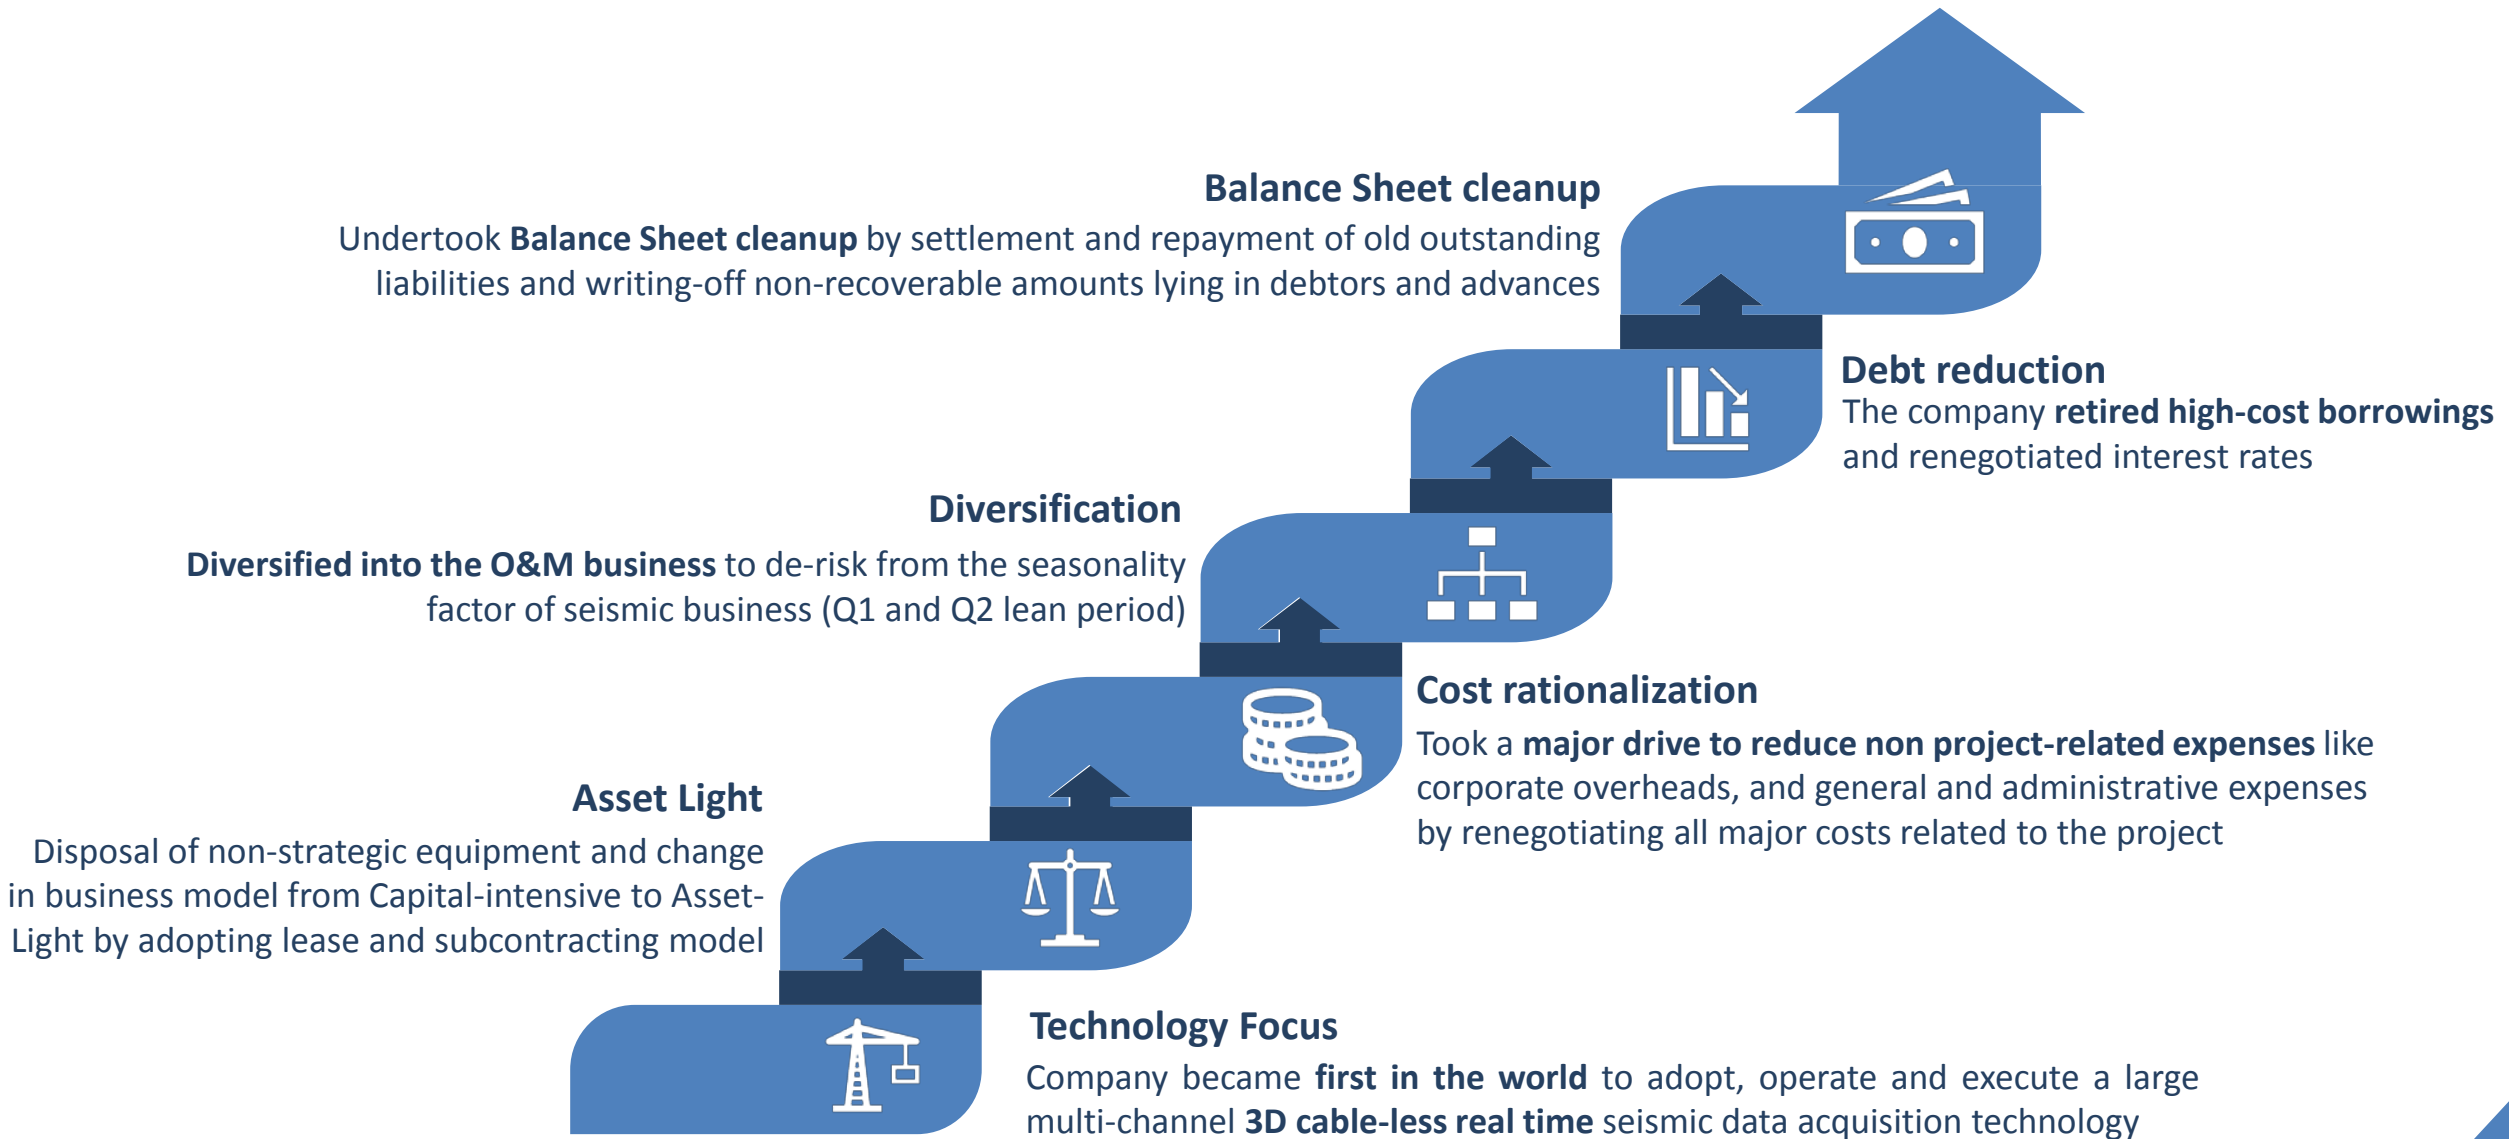 Balance Sheet cleanup
Undertook Balance Sheet cleanup by settlement and repayment of old outstanding
liabilities and writing-off non-recoverable amounts lying in debtors and advances
Debt reduction
The company retired high-cost borrowings
and renegotiated interest rates
Diversification
Diversified into the O&M business to de-risk from the seasonality
factor of seismic business (Q1 and Q2 lean period)
Cost rationalization
Took a major drive to reduce non project-related expenses like
corporate overheads, and general and administrative expenses
by renegotiating all major costs related to the project
Asset Light
Disposal of non-strategic equipment and change
in business model from Capital-intensive to Asset-
Light by adopting lease and subcontracting model
Technology Focus
Company became first in the world to adopt, operate and execute a large
multi-channel 3D cable-less real time seismic data acquisition technology